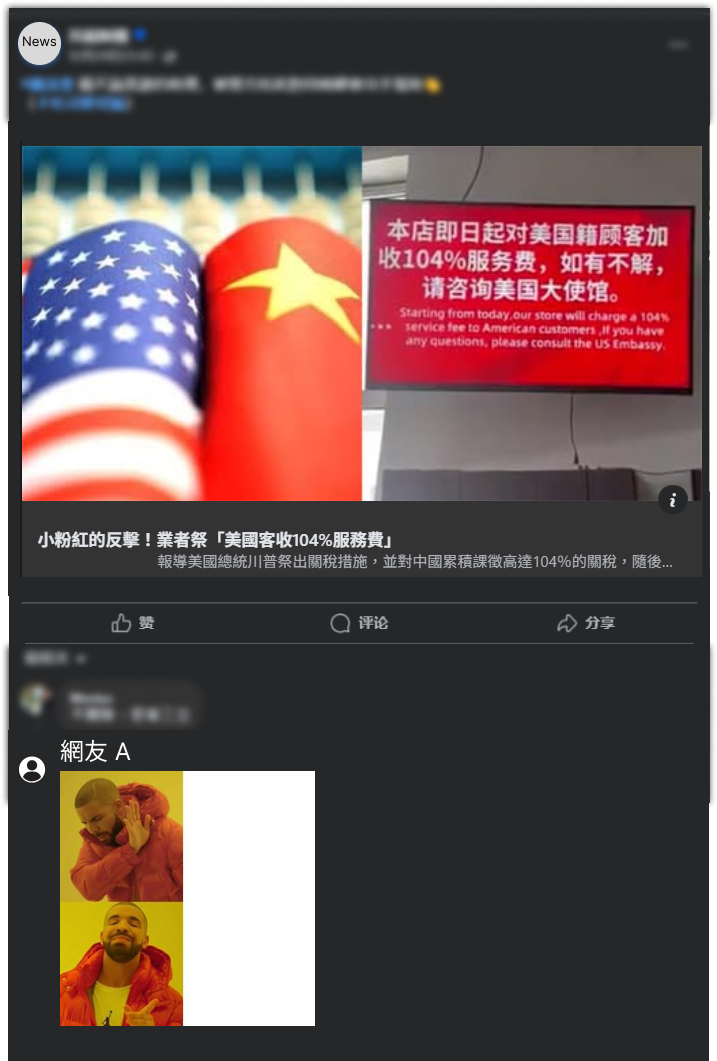 News
本店即日起对美国籍顾客加
收104%服务费，如有不解，
请咨询美国大使馆。
Starting from today,our store will charge a 104%
service fee to American customers ,If you have
any questions, please consult the US Embassy.
小粉紅的反擊！業者祭「美國客收104%服務費」
報導美國總統川普祭出關稅措施，並對中國累積課徵高達104%的關稅，隨後...
赞 评论 分享
網友 A